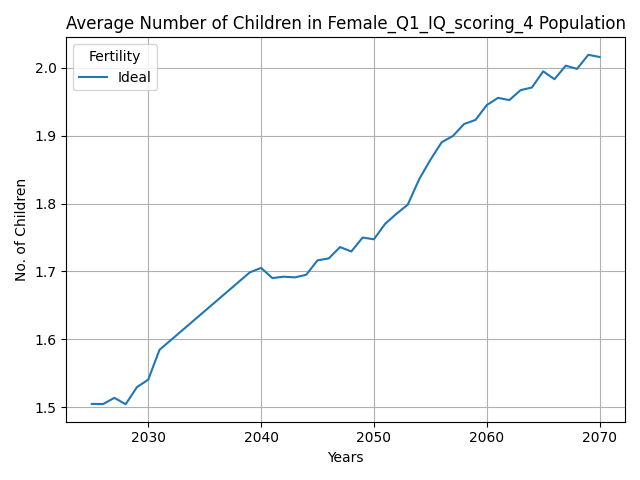 Average Number of Children in Female_Q1_IQ_scoring_4 Population
Fertility
Ideal
2.0
1.9
1.8
1.7
1.6
1.5
No. of Children
2030 2040 2050 2060 2070
Years